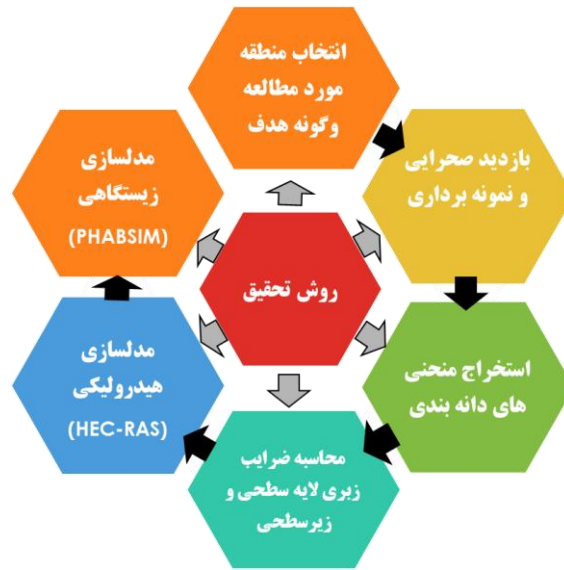 انتخاب منطقه
مورد مطالعه
وگونه هدف
بازدید صحرایی
و نمونه برداری
استخراج منحنی
های دانه بندی
محاسبه ضرایب
زبری لایه سطحی و
زیرسطحی
مدلسازی
هیدرولیکی
(HEC-RAS)
مدلسازی
زیستگاهی
(PHABSIM)
روش تحقیق